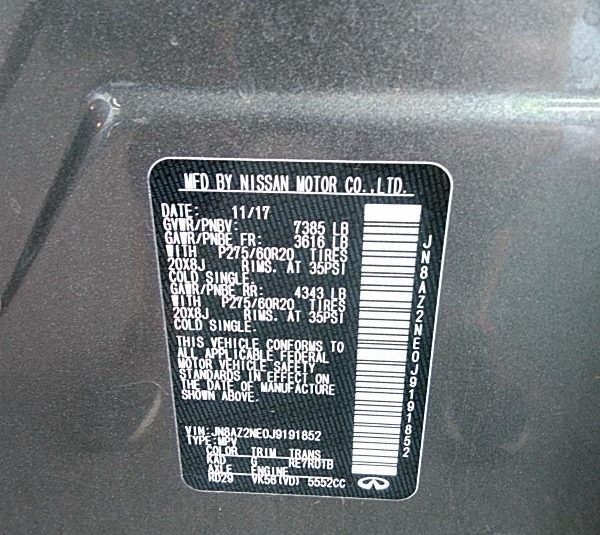 MFD BY NISSAN MOTOR CO.,LTD.
DATE: 11/17
GVWR/PNBV: 7385 LB
GAWR/PNBE FR: 3616 LB
WITH P275/60R20 TIRES
20X8J RIMS. AT 35PSI
COLD SINGLE.
GAWR/PNBE RR: 4343 LB
WITH P275/60R20 TIRES
20X8J RIMS. AT 35PSI
COLD SINGLE.
THIS VEHICLE CONFORMS TO
ALL APPLICABLE FEDERAL
MOTOR VEHICLE SAFETY
STANDARDS IN EFFECT ON
THE DATE OF MANUFACTURE
SHOWN ABOVE.
VIN: JN8AZ2NE0J9191852
TYPE: MPV
COLOR TRIM TRANS
KAD G RE7R01B
AXLE ENGINE
RD29 VK56(VD) 5552CC
JN8AZ2NE0J9191852